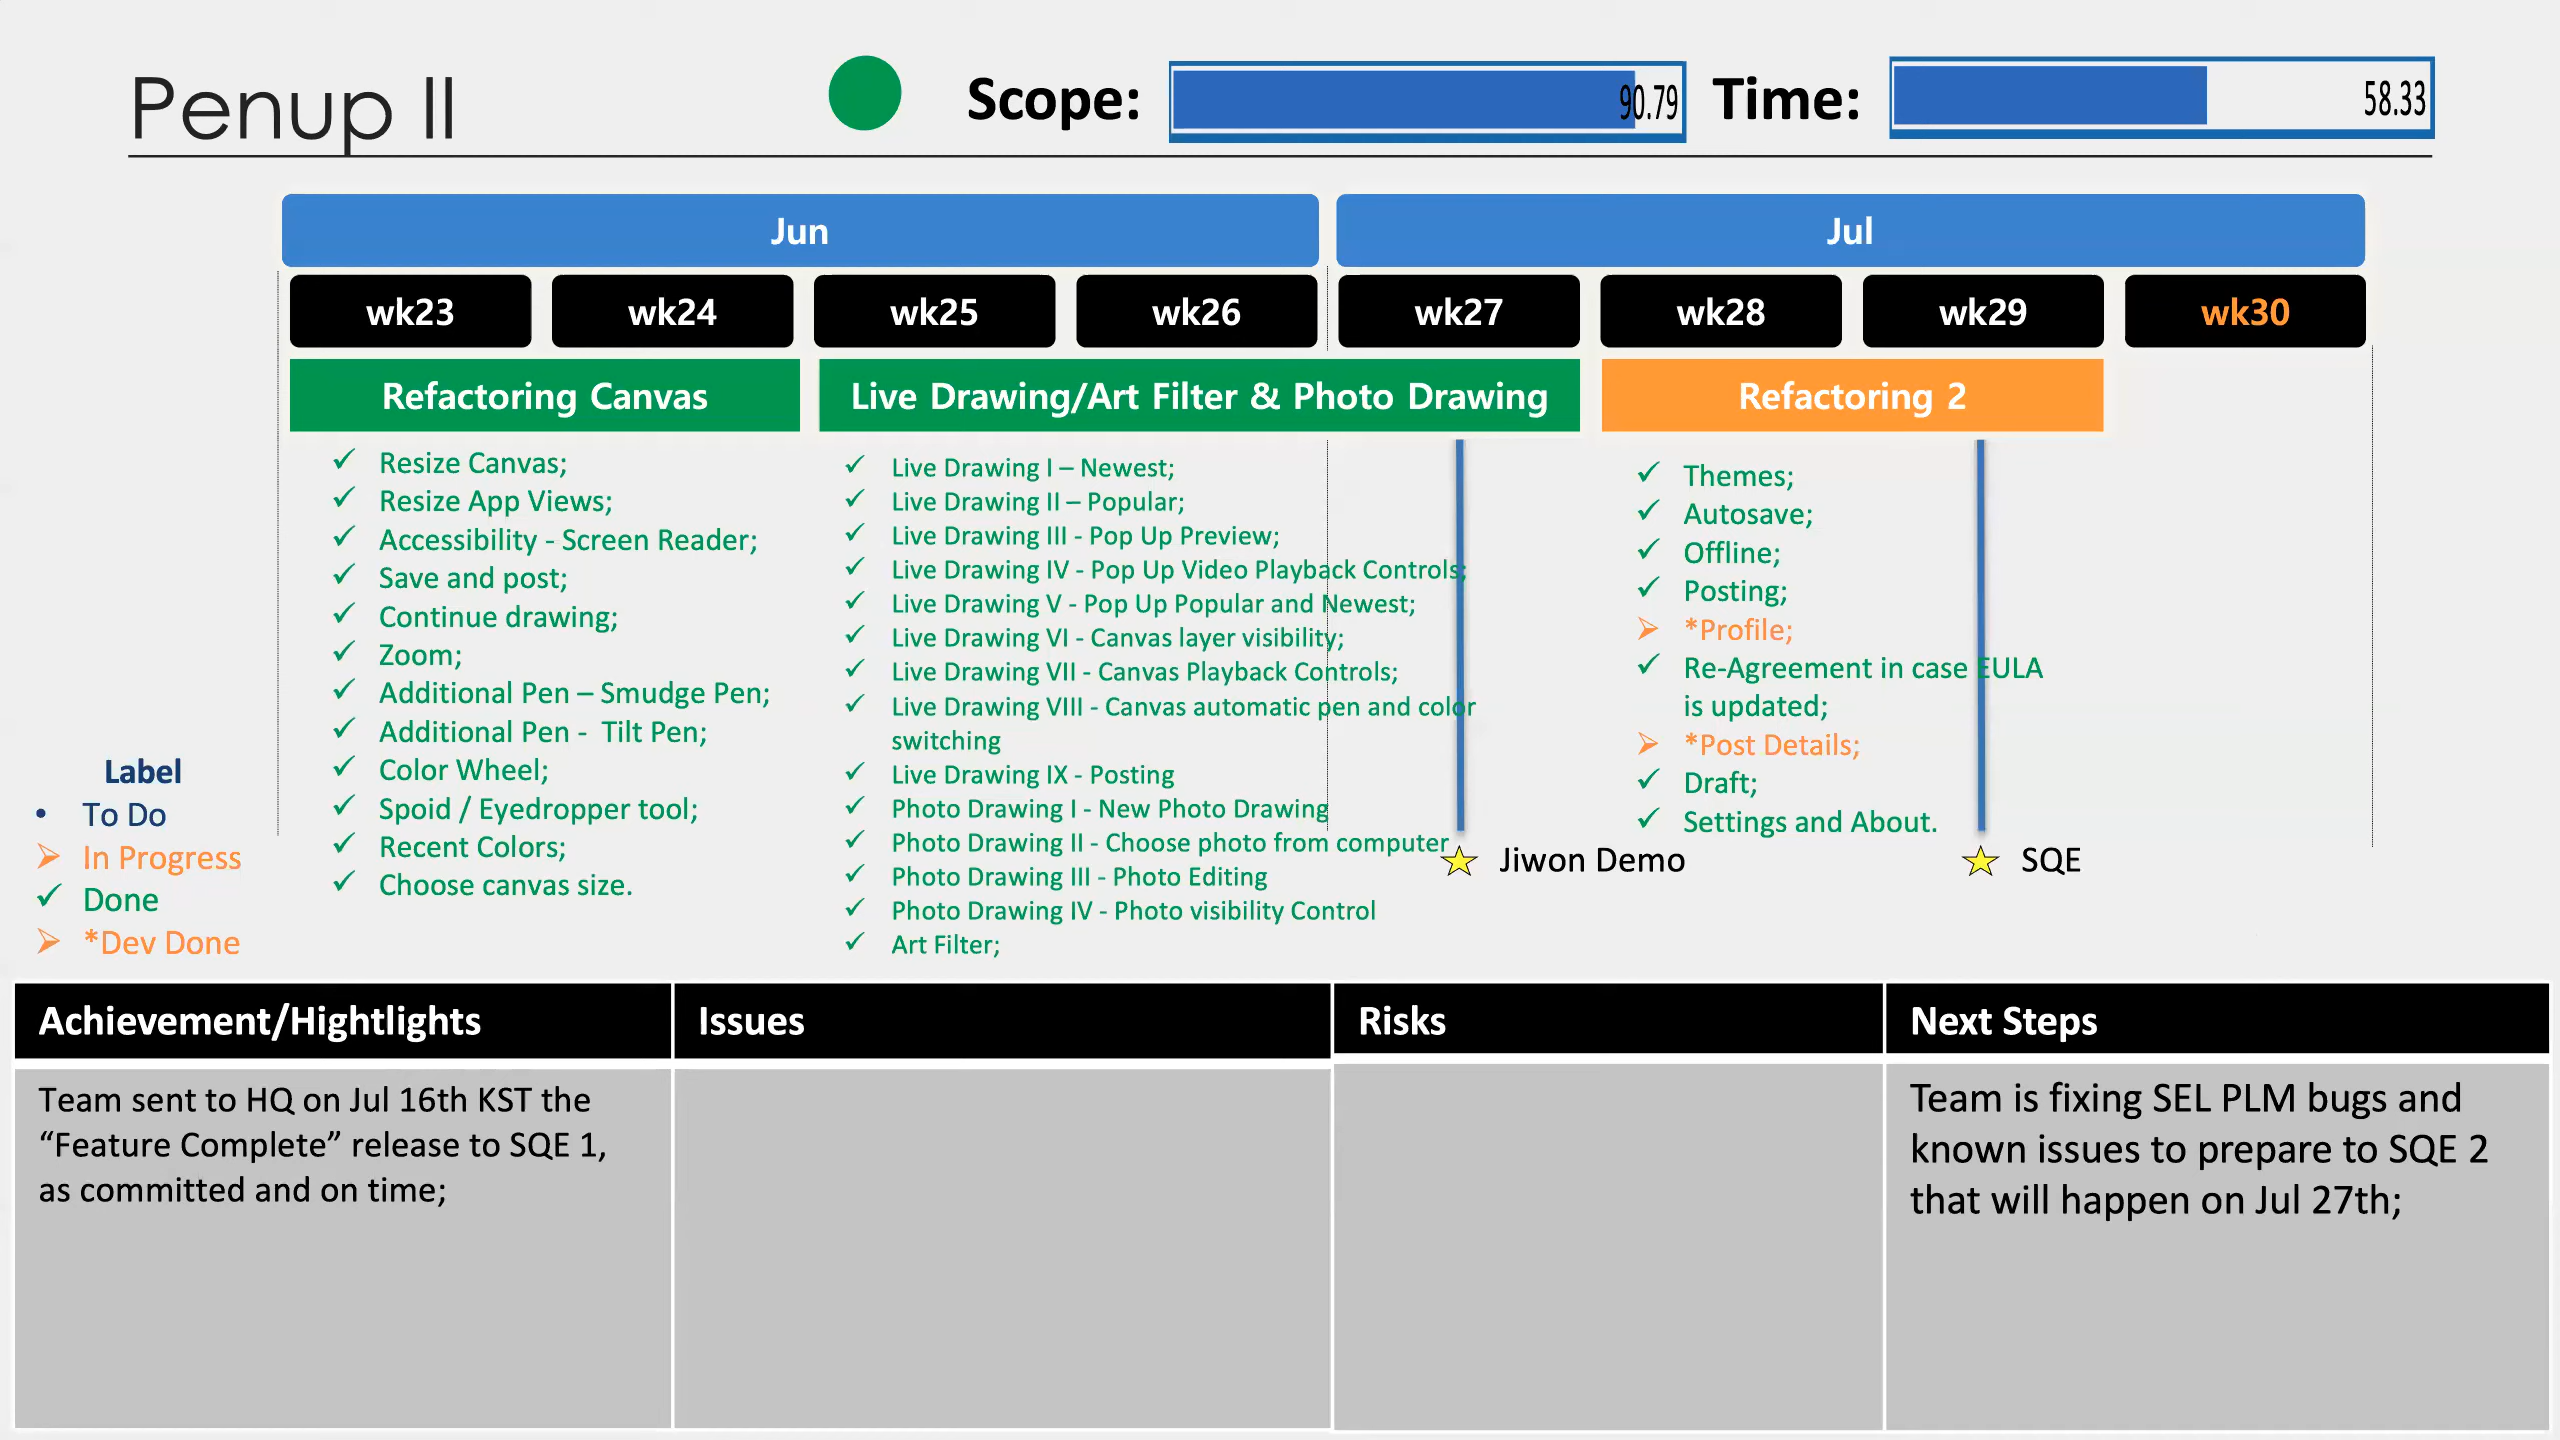 Penup II
Scope:
90.79
Time:
58.33
Jun
Jul
wk23
wk24
wk25
wk26
wk27
wk28
wk29
wk30
Refactoring Canvas
Live Drawing/Art Filter & Photo Drawing
Refactoring 2
Resize Canvas;
Resize App Views;
Accessibility - Screen Reader;
Save and post;
Continue drawing;
Zoom;
Additional Pen – Smudge Pen;
Additional Pen - Tilt Pen;
Color Wheel;
Spoid / Eyedropper tool;
Recent Colors;
Choose canvas size.
Live Drawing I – Newest;
Live Drawing II – Popular;
Live Drawing III - Pop Up Preview;
Live Drawing IV - Pop Up Video Playback Controls;
Live Drawing V - Pop Up Popular and Newest;
Live Drawing VI - Canvas layer visibility;
Live Drawing VII - Canvas Playback Controls;
Live Drawing VIII - Canvas automatic pen and color
switching
Live Drawing IX - Posting
Photo Drawing I - New Photo Drawing
Photo Drawing II - Choose photo from computer
Photo Drawing III - Photo Editing
Photo Drawing IV - Photo visibility Control
Art Filter;
Themes;
Autosave;
Offline;
Posting;
*Profile;
Re-Agreement in case EULA
is updated;
*Post Details;
Draft;
Settings and About.
Jiwon Demo
SQE
Label
To Do
In Progress
Done
*Dev Done
Achievement/Hightlights
Issues
Risks
Next Steps
Team sent to HQ on Jul 16th KST the
“Feature Complete” release to SQE 1,
as committed and on time;
Team is fixing SEL PLM bugs and
known issues to prepare to SQE 2
that will happen on Jul 27th;